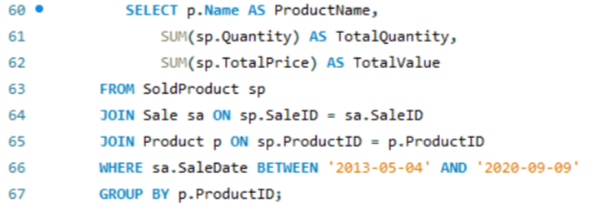 60 SELECT p.Name AS ProductName,
61 SUM(sp.Quantity) AS TotalQuantity,
62 SUM(sp.TotalPrice) AS TotalValue
63 FROM SoldProduct sp
64 JOIN Sale sa ON sp.SaleID = sa.SaleID
65 JOIN Product p ON sp.ProductID = p.ProductID
66 WHERE sa.SaleDate BETWEEN '2013-05-04' AND '2020-09-09'
67 GROUP BY p.ProductID;